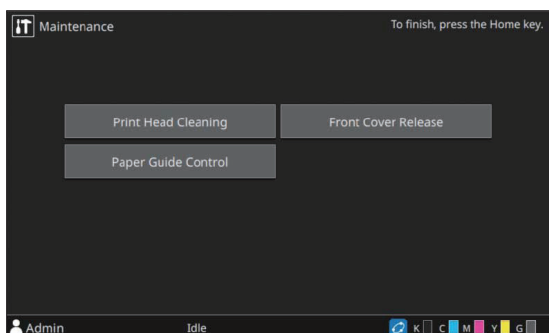 Maintenance
To finish, press the Home key.
Print Head Cleaning
Front Cover Release
Paper Guide Control
Admin
Idle
K C M Y G